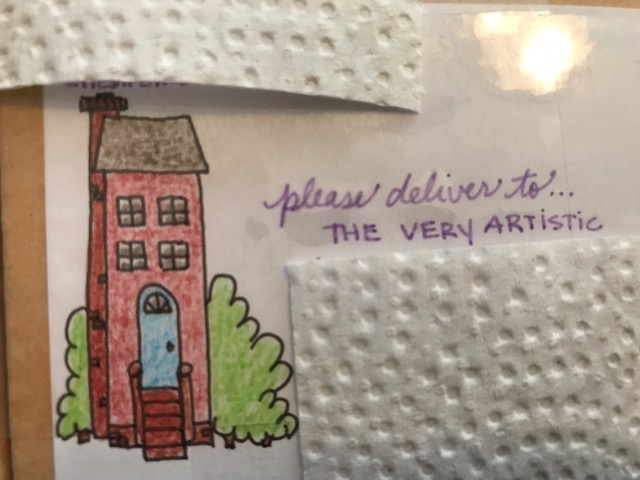 please deliver to...
THE VERY ARTiSTiC